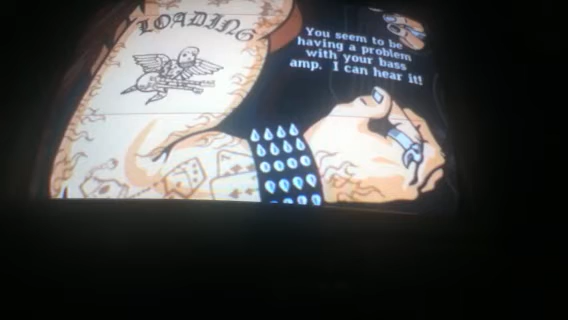 LOADING
You seem to be
having a problem
with your bass
amp. I can hear it!